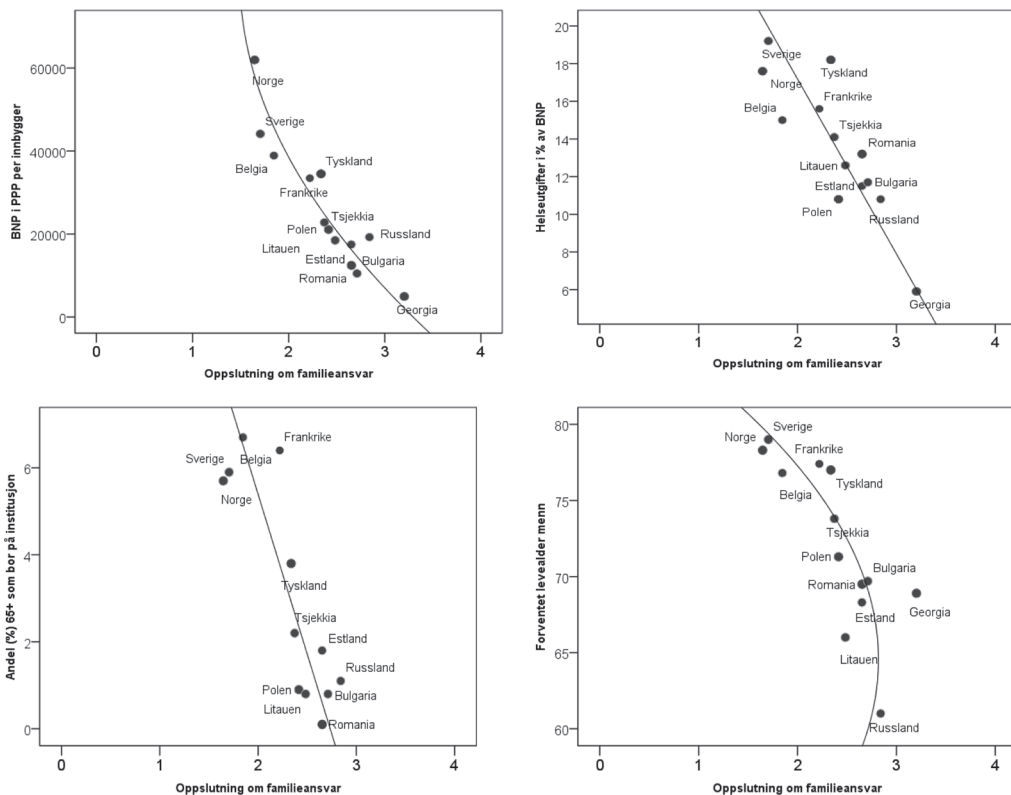 BNP i PPP per innbygger
60000
40000
20000
0
Norge
Sverige
Belgia
Tyskland
Frankrike
Tsjekkia
Polen
Russland
Litauen
Estland
Bulgaria
Romania
Georgia
0 1 2 3 4
Oppslutning om familieansvar
Helseutgifter i % av BNP
20
18
16
14
12
10
8
6
Sverige
Norge
Tyskland
Belgia
Frankrike
Tsjekkia
Romania
Litauen
Estland
Bulgaria
Polen
Russland
Georgia
0 1 2 3 4
Oppslutning om familieansvar
Andel (%) 65+ som bor på institusjon
6
4
2
0
Frankrike
Sverige
Belgia
Norge
Tyskland
Tsjekkia
Estland
Russland
Polen
Bulgaria
Litauen
Romania
0 1 2 3 4
Oppslutning om familieansvar
Forventet levealder menn
80
75
70
65
60
Sverige
Norge
Frankrike
Tyskland
Belgia
Tsjekkia
Polen
Bulgaria
Romania
Georgia
Estland
Litauen
Russland
0 1 2 3 4
Oppslutning om familieansvar